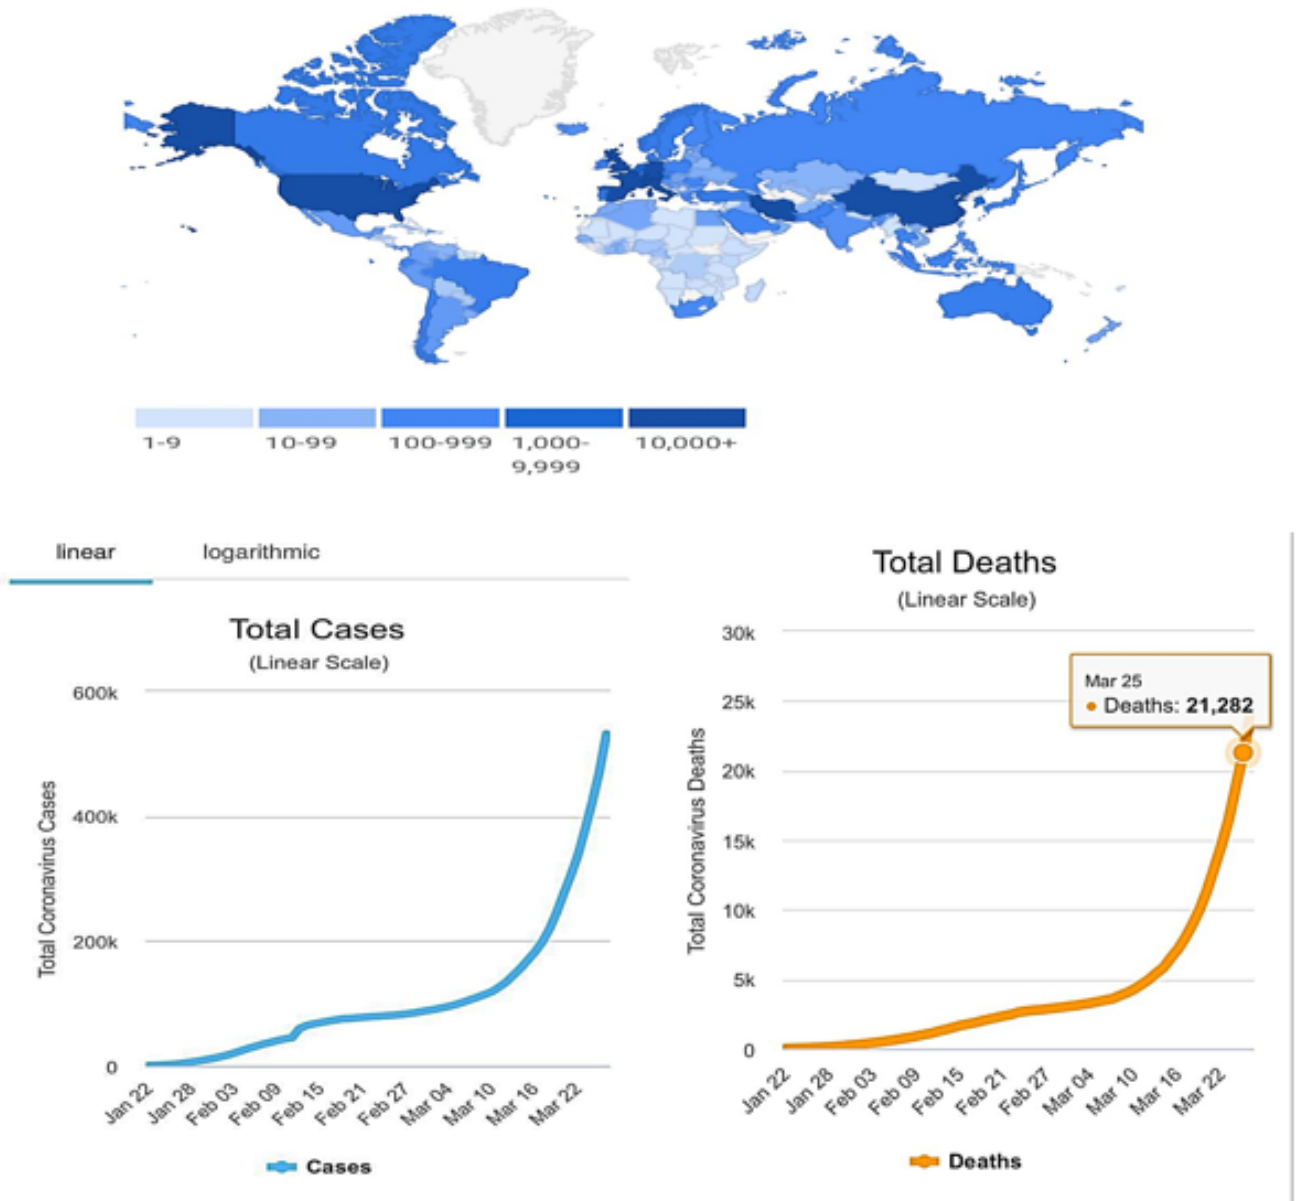 1-9
10-99
100-999
1,000-
9,999
10,000+
linear
logarithmic
Total Cases
(Linear Scale)
600k
400k
200k
0
Total Coronavirus Cases
Jan 22
Jan 28
Feb 03
Feb 09
Feb 15
Feb 21
Feb 27
Mar 04
Mar 10
Mar 16
Mar 22
Cases
Total Deaths
(Linear Scale)
30k
25k
20k
15k
10k
5k
0
Total Coronavirus Deaths
Mar 25
Deaths: 21,282
Jan 22
Jan 28
Feb 03
Feb 09
Feb 15
Feb 21
Feb 27
Mar 04
Mar 10
Mar 16
Mar 22
Deaths